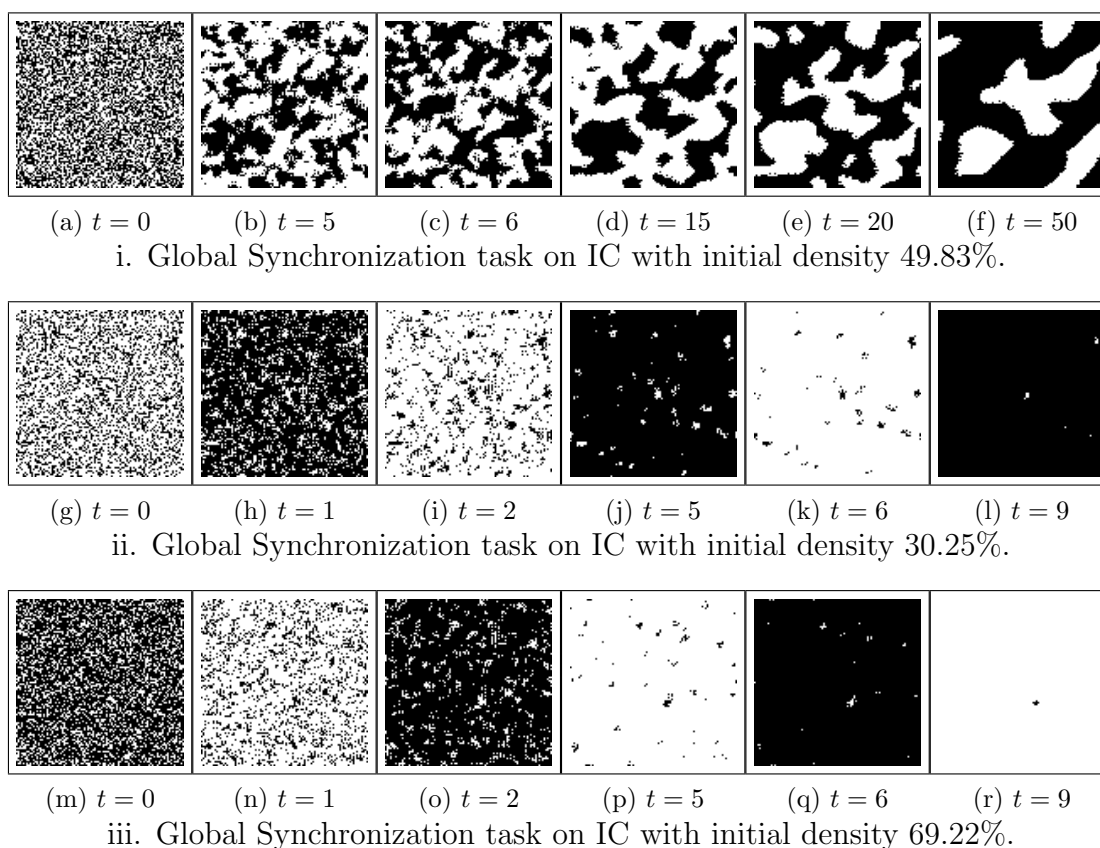 (a) t = 0 (b) t = 5 (c) t = 6 (d) t = 15 (e) t = 20 (f) t = 50
i. Global Synchronization task on IC with initial density 49.83%.
(g) t = 0 (h) t = 1 (i) t = 2 (j) t = 5 (k) t = 6 (l) t = 9
ii. Global Synchronization task on IC with initial density 30.25%.
(m) t = 0 (n) t = 1 (o) t = 2 (p) t = 5 (q) t = 6 (r) t = 9
iii. Global Synchronization task on IC with initial density 69.22%.